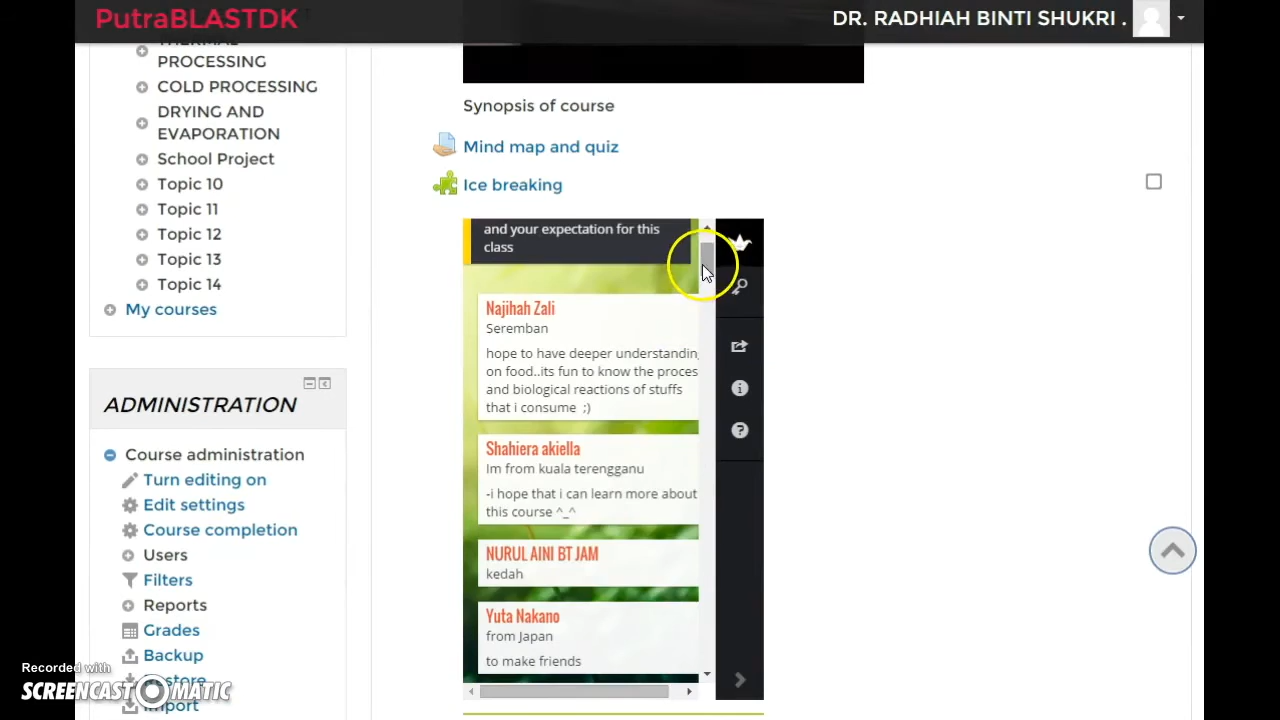 PutraBLASTDK
DR. RADHIAH BINTI SHUKRI .
THERMAL
PROCESSING
COLD PROCESSING
DRYING AND
EVAPORATION
School Project
Topic 10
Topic 11
Topic 12
Topic 13
Topic 14
My courses
ADMINISTRATION
Course administration
Turn editing on
Edit settings
Course completion
Users
Filters
Reports
Grades
Backup
Restore
Import
Synopsis of course
Mind map and quiz
Ice breaking
and your expectation for this
class
Najihah Zali
Seremban
hope to have deeper understandin
on food..its fun to know the proces
and biological reactions of stuffs
that i consume ;)
Shahiera akiella
Im from kuala terengganu
-i hope that i can learn more about
this course ^_^
NURUL AINI BT JAM
kedah
Yuta Nakano
from Japan
to make friends
Recorded with
SCREENCAST MATIC